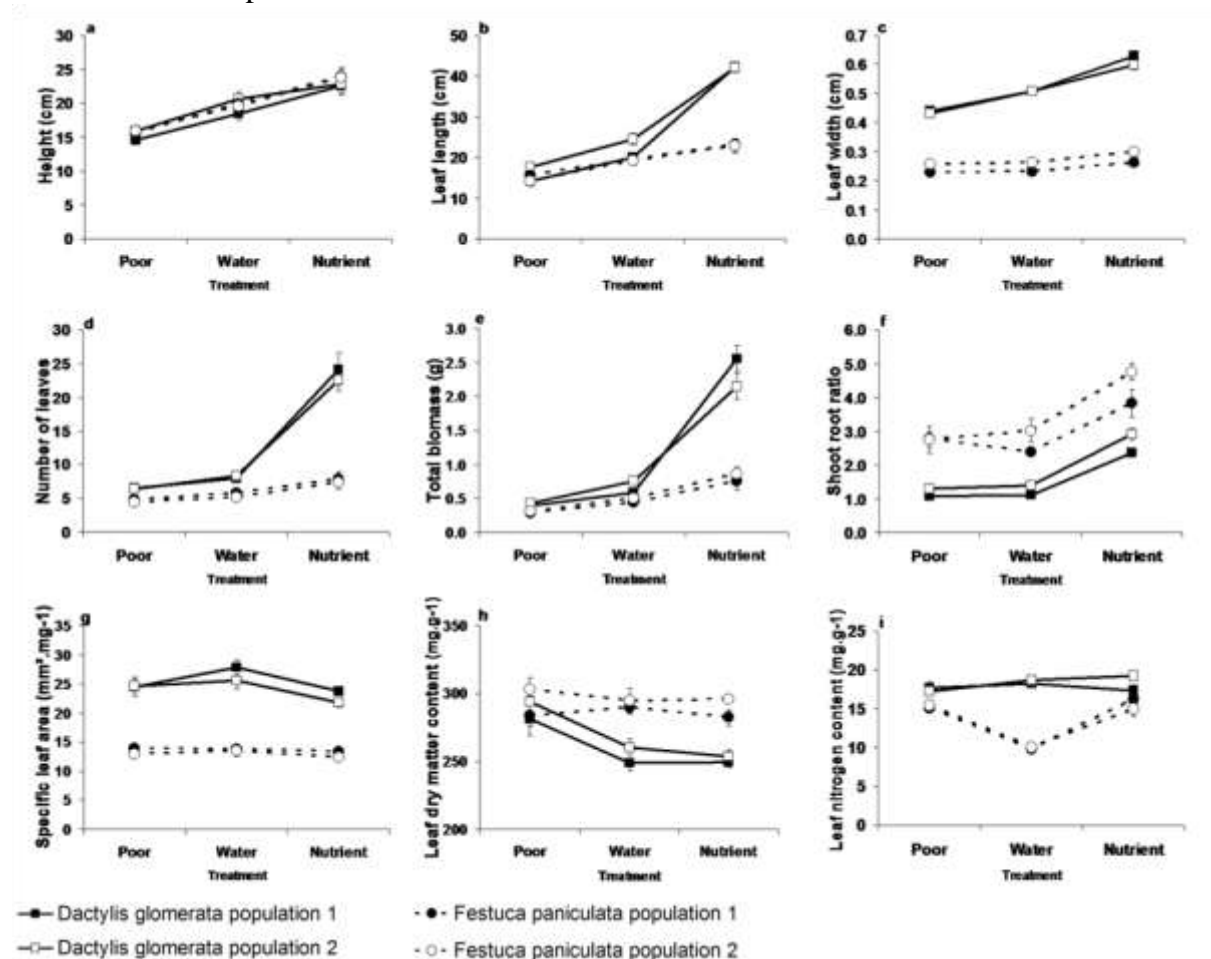 a
b
c
Height (cm)
30
25
20
15
10
5
0
Poor Water Nutrient
Treatment
Leaf length (cm)
50
40
30
20
10
0
Poor Water Nutrient
Treatment
Leaf width (cm)
0.7
0.6
0.5
0.4
0.3
0.2
0.1
0.0
Poor Water Nutrient
Treatment
d
e
f
Number of leaves
30
25
20
15
10
5
0
Poor Water Nutrient
Treatment
Total biomass (g)
3.0
2.5
2.0
1.5
1.0
0.5
0.0
Poor Water Nutrient
Treatment
Shoot root ratio
6.0
5.0
4.0
3.0
2.0
1.0
0.0
Poor Water Nutrient
Treatment
g
h
i
Specific leaf area (mm².mg-1)
35
30
25
20
15
10
5
0
Poor Water Nutrient
Treatment
Leaf dry matter content (mg.g-1)
350
300
250
200
Poor Water Nutrient
Treatment
Leaf nitrogen content (mg.g-1)
25
20
15
10
5
0
Poor Water Nutrient
Treatment
Dactylis glomerata population 1
Festuca paniculata population 1
Dactylis glomerata population 2
Festuca paniculata population 2